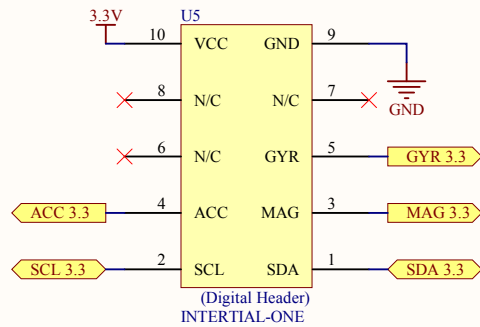 3.3V
U5
10 VCC GND 9
GND
8 N/C N/C 7
6 N/C GYR 5 GYR 3.3
ACC 3.3 4 ACC MAG 3 MAG 3.3
SCL 3.3 2 SCL SDA 1 SDA 3.3
(Digital Header)
INTERTIAL-ONE